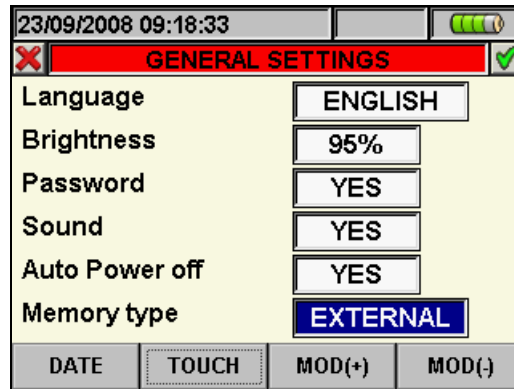 23/09/2008 09:18:33
GENERAL SETTINGS
Language ENGLISH
Brightness 95%
Password YES
Sound YES
Auto Power off YES
Memory type EXTERNAL
DATE TOUCH MOD(+) MOD(-)